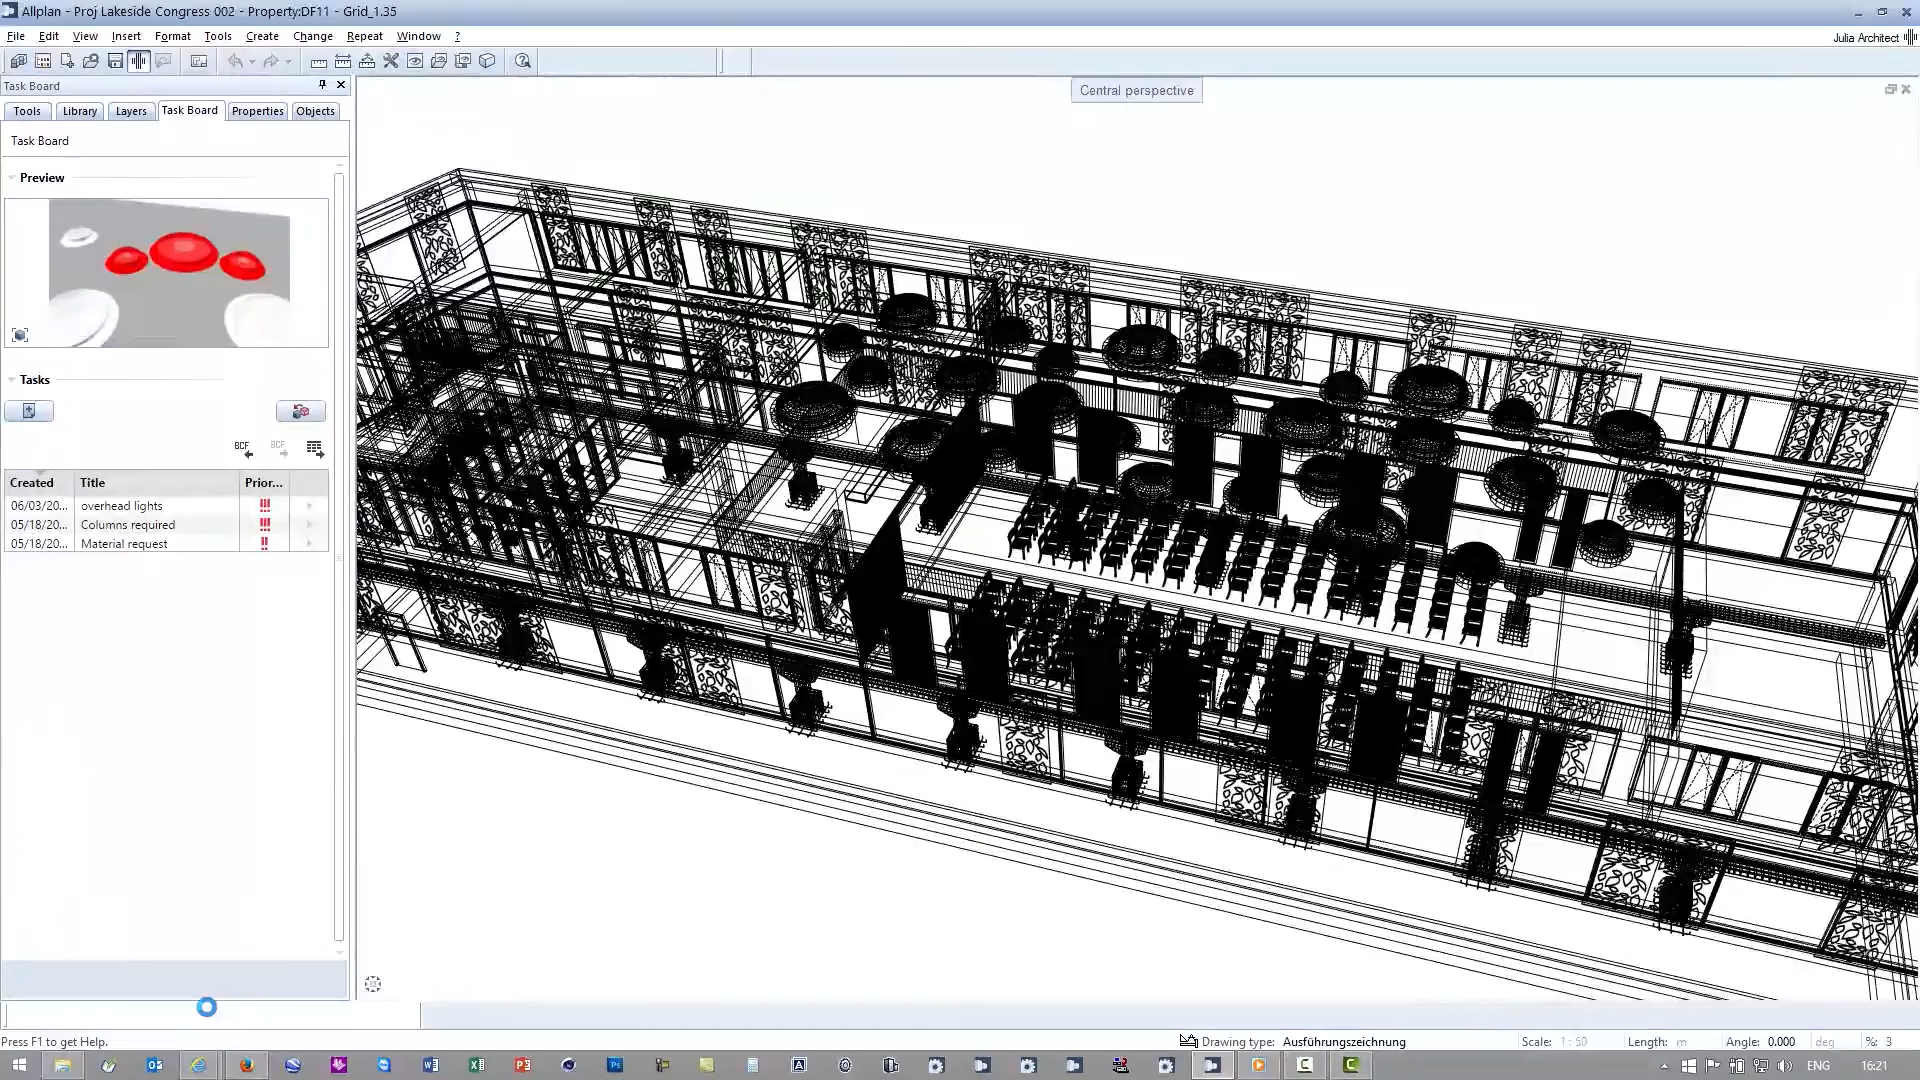 Allplan - Proj Lakeside Congress 002 - Property:DF11 - Grid_1.35
File Edit View Insert Format Tools Create Change Repeat Window ?
Julia Architect
Task Board
Central perspective
Tools Library Layers Task Board Properties Objects
Task Board
Preview
Tasks
BCF BCF
Created Title Prior...
06/03/20... overhead lights
05/18/20... Columns required
05/18/20... Material request
Press F1 to get Help.
Drawing type: Ausführungszeichnung Scale: 1 : 50 Length: m Angle: 0.000 deg %: 3
ENG 16:21